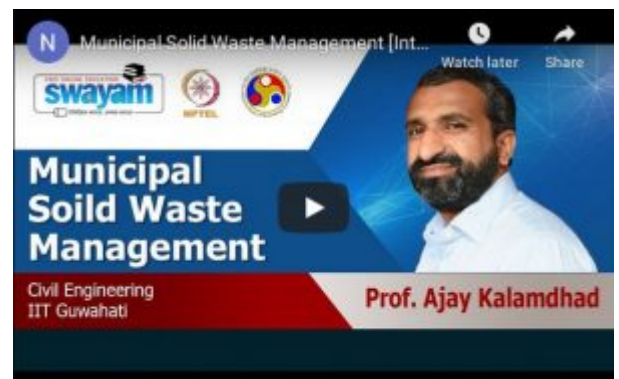 N
Municipal Solid Waste Management [Int...
Watch later
Share
swayam
NPTEL
Municipal
Soild Waste
Management
Civil Engineering
IIT Guwahati
Prof. Ajay Kalamdhad